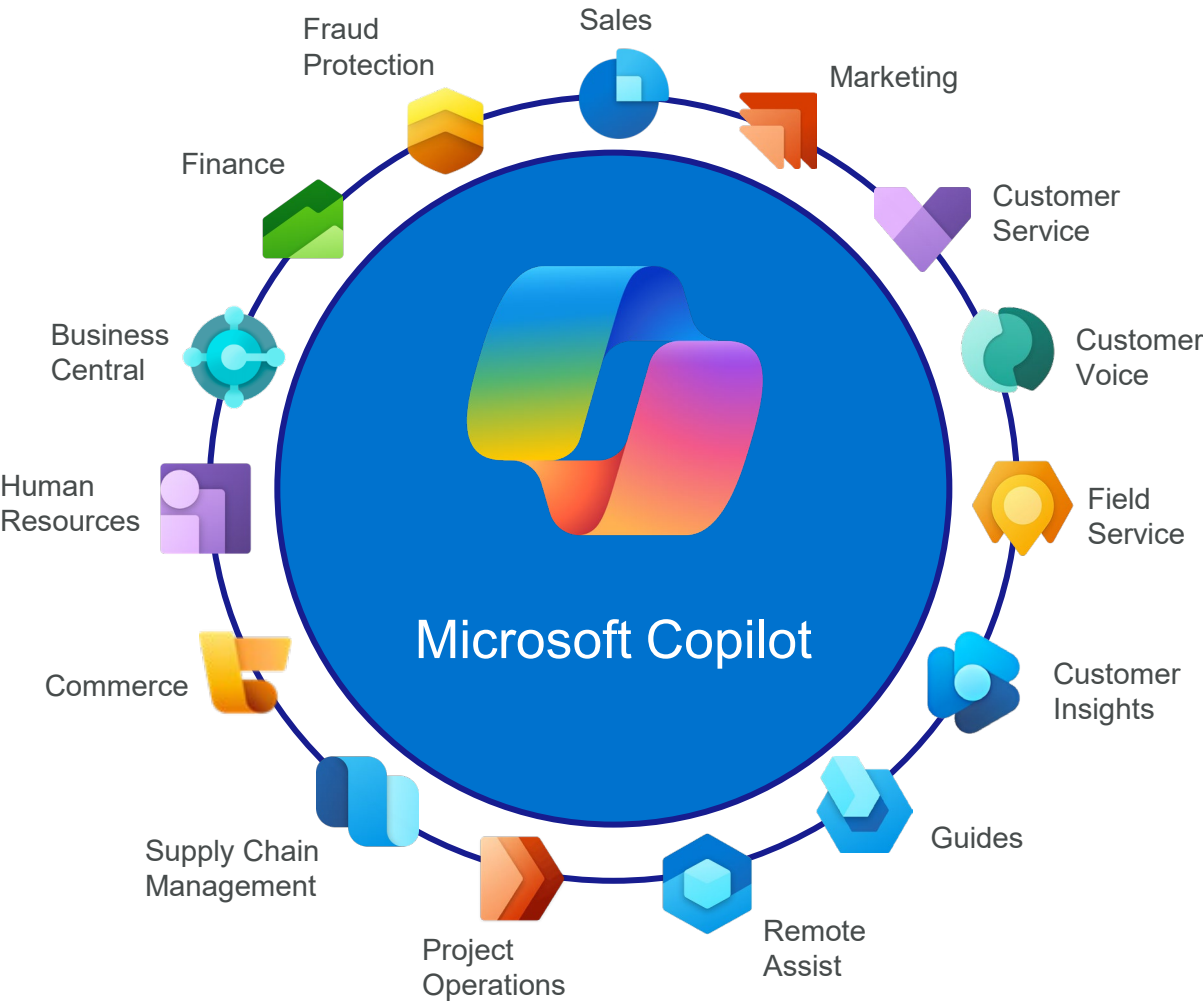 Sales
Marketing
Customer
Service
Customer
Voice
Field
Service
Customer
Insights
Guides
Remote
Assist
Project
Operations
Supply Chain
Management
Commerce
Human
Resources
Business
Central
Finance
Fraud
Protection
Microsoft Copilot